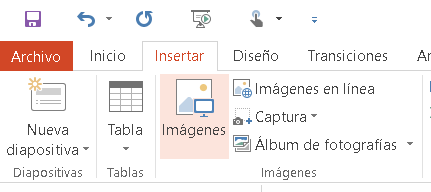 Archivo Inicio Insertar Diseño Transiciones
Nueva diapositiva
Tabla
Imágenes
Imágenes en línea
Captura
Álbum de fotografías
Diapositivas Tablas Imágenes